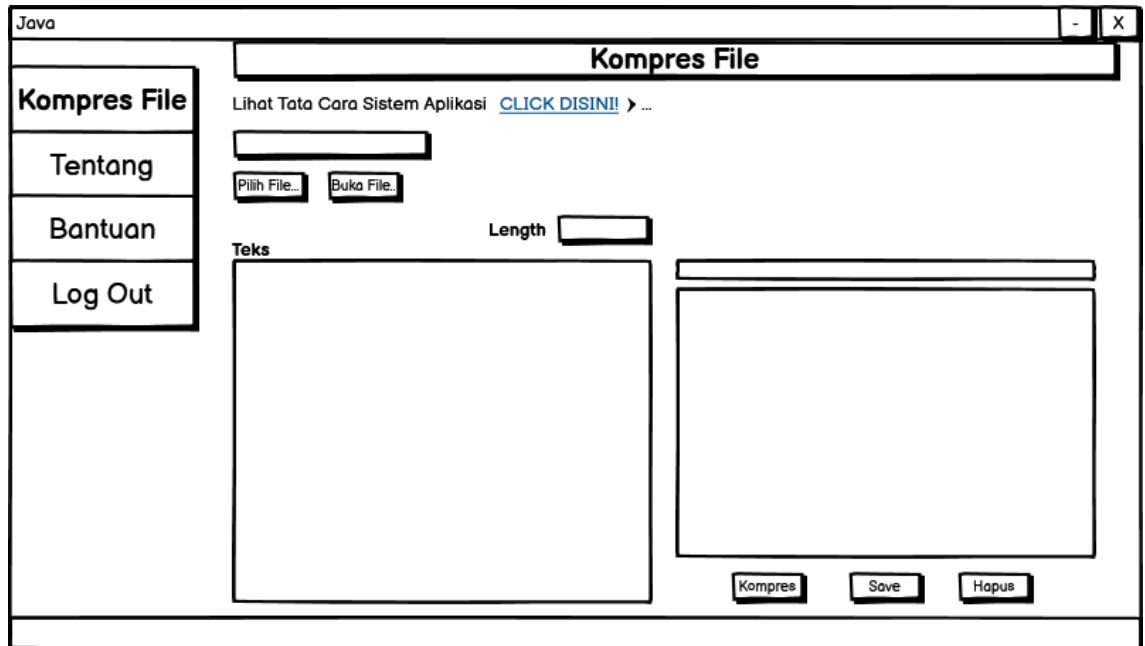 Java - X
Kompres File
Kompres File
Tentang
Bantuan
Log Out
Lihat Tata Cara Sistem Aplikasi CLICK DISINI! ...
Pilih File... Buka File..
Length
Teks
Kompres Save Hapus